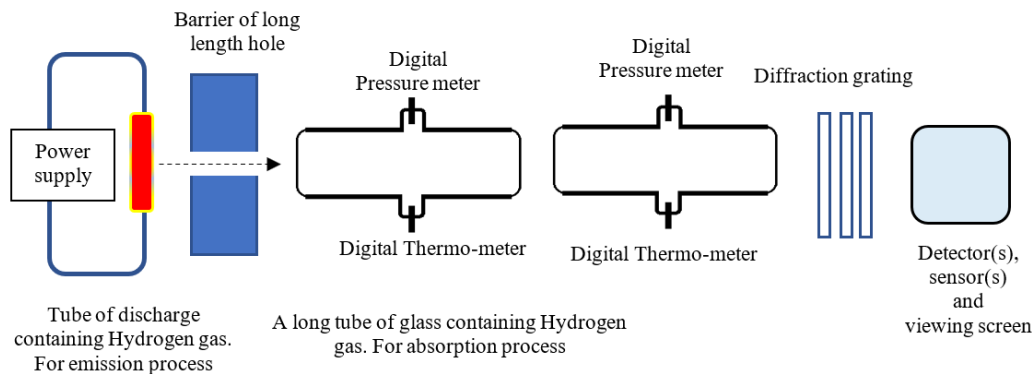 Barrier of long
length hole
Digital
Pressure meter
Digital
Pressure meter
Diffraction grating
Power
supply
Digital Thermo-meter
Digital Thermo-meter
Detector(s),
sensor(s)
and
viewing screen
Tube of discharge
containing Hydrogen gas.
For emission process
A long tube of glass containing Hydrogen
gas. For absorption process